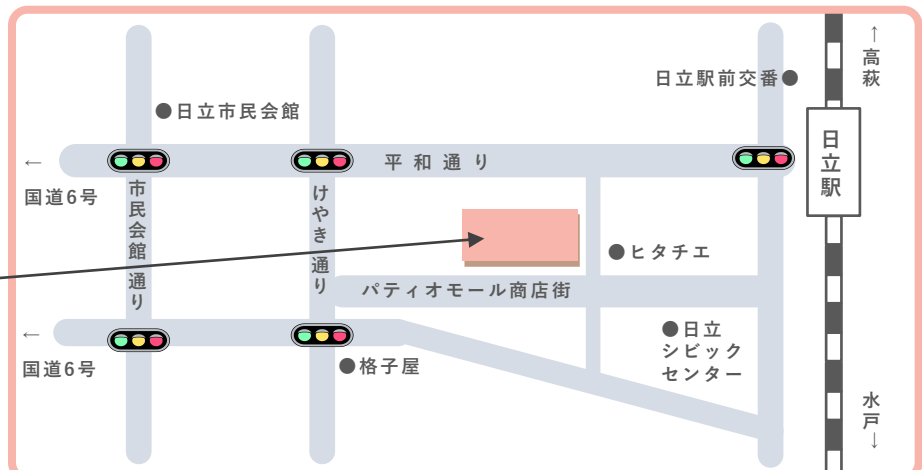 ↑
高萩
日立駅前交番
日立市民会館
日立駅
←
平和通り
国道6号
市民会館通り
けやき通り
ヒタチエ
パティオモール商店街
←
国道6号
日立
シビック
センター
格子屋
水戸
↓